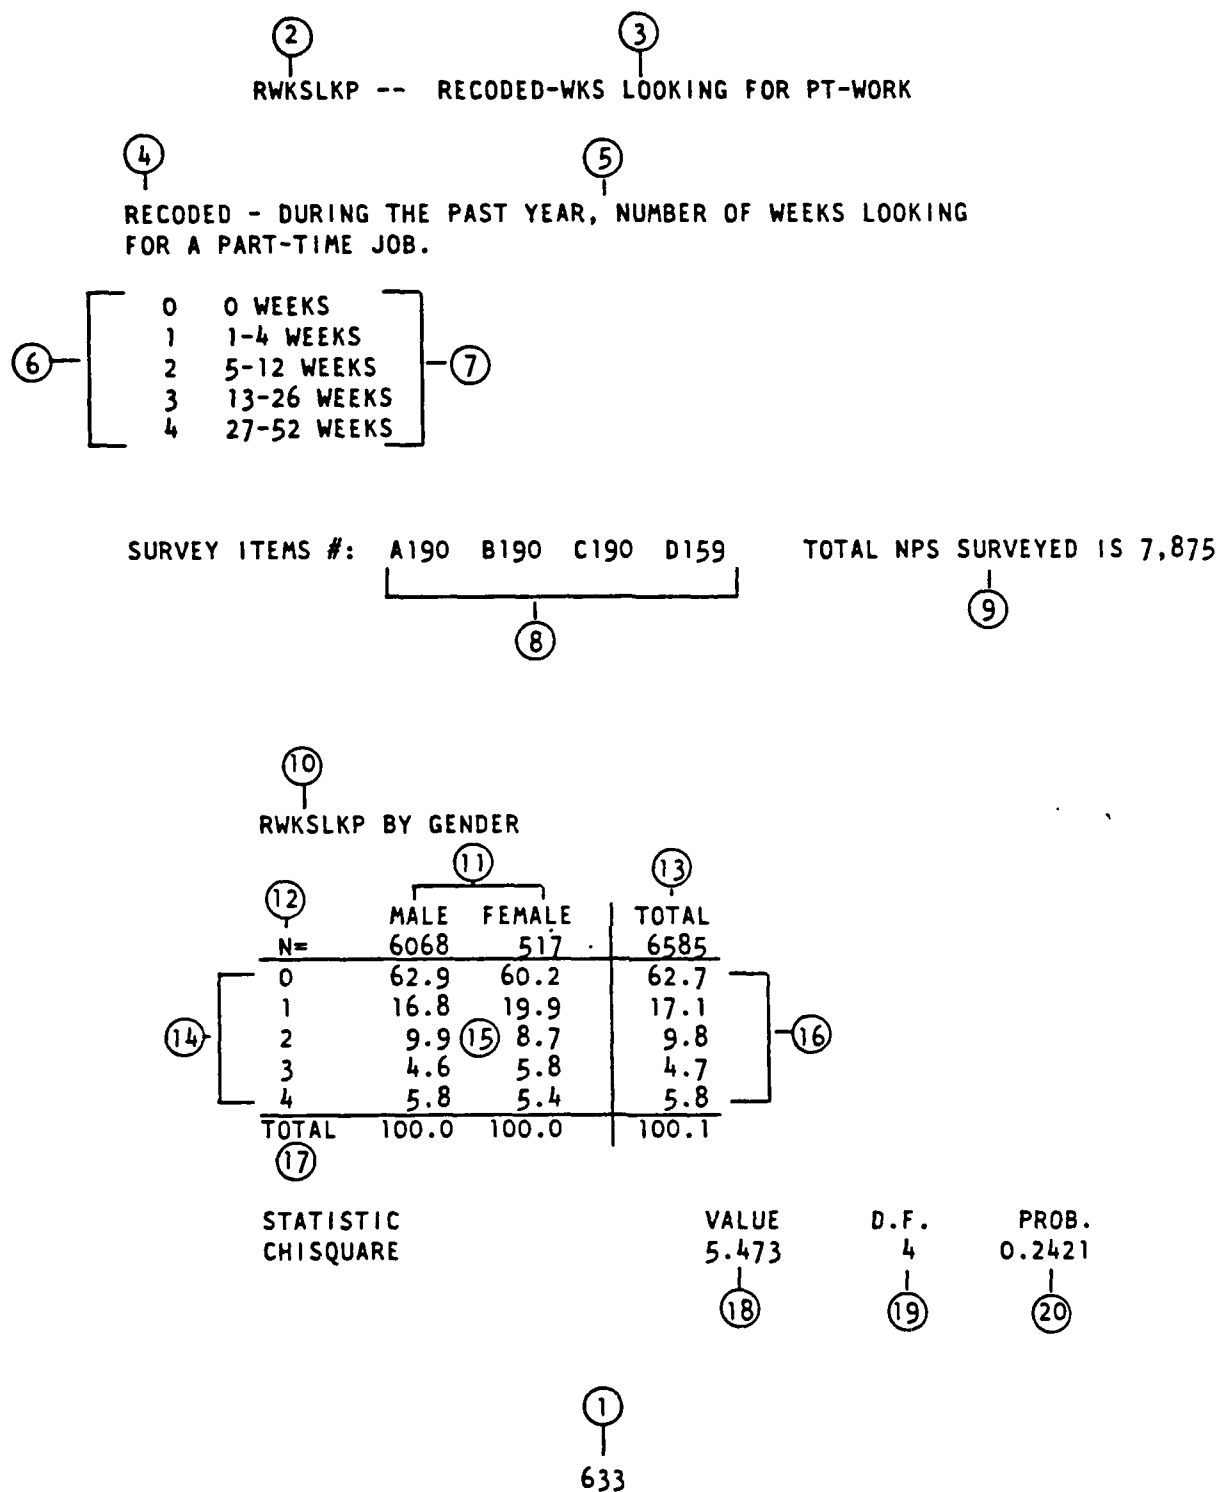 2 3
RWKSLKP -- RECODED-WKS LOOKING FOR PT-WORK
4 5
RECODED - DURING THE PAST YEAR, NUMBER OF WEEKS LOOKING
FOR A PART-TIME JOB.
0 0 WEEKS
1 1-4 WEEKS
6 2 5-12 WEEKS 7
3 13-26 WEEKS
4 27-52 WEEKS
SURVEY ITEMS #: A190 B190 C190 D159 TOTAL NPS SURVEYED IS 7,875
9
8
10
RWKSLKP BY GENDER
11 13
12
MALE FEMALE TOTAL
N= 6068 517 6585
0 62.9 60.2 62.7
1 16.8 19.9 17.1
14 2 9.9 15 8.7 9.8 16
3 4.6 5.8 4.7
4 5.8 5.4 5.8
TOTAL 100.0 100.0 100.1
17
STATISTIC VALUE D.F. PROB.
CHISQUARE 5.473 4 0.2421
18 19 20
1
633